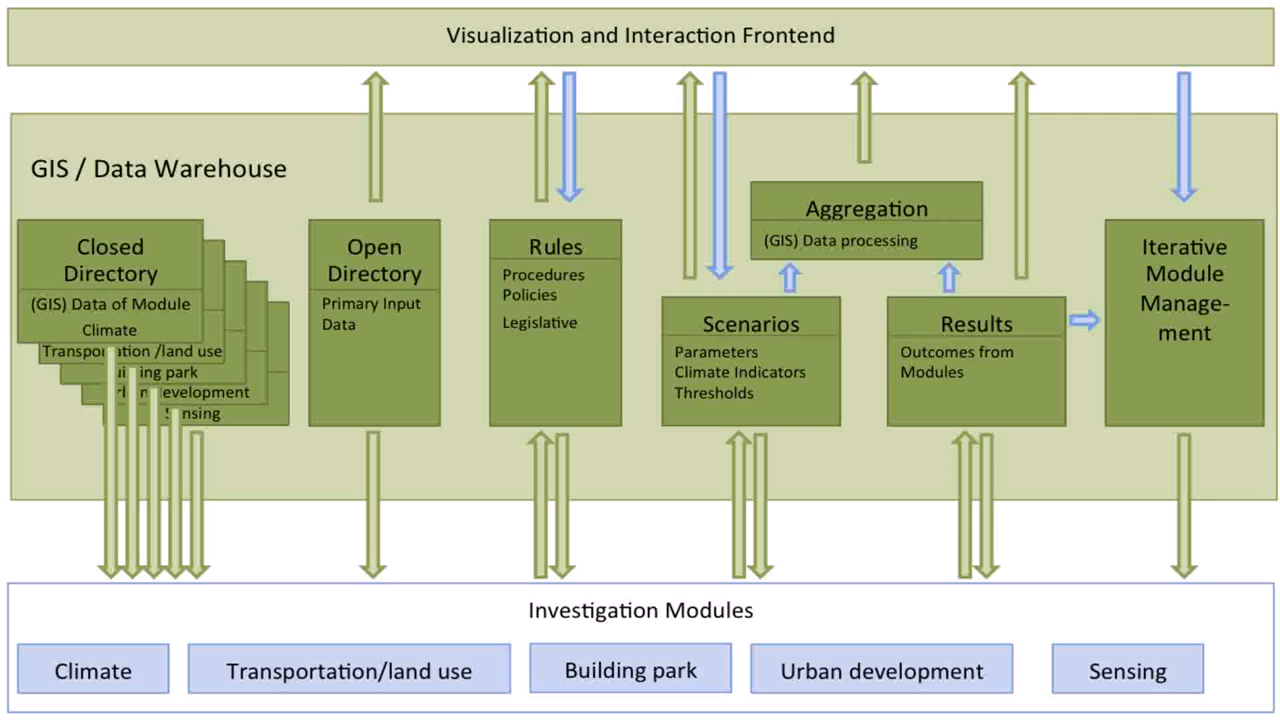 Visualization and Interaction Frontend
GIS / Data Warehouse
Closed
Directory
(GIS) Data of Module
Climate
Transportation /land use
park
development
Open
Directory
Primary Input
Data
Rules
Procedures
Policies
Legislative
Scenarios
Parameters
Climate Indicators
Thresholds
Aggregation
(GIS) Data processing
Results
Outcomes from
Modules
Iterative
Module
Manage-
ment
Investigation Modules
Climate
Transportation/land use
Building park
Urban development
Sensing